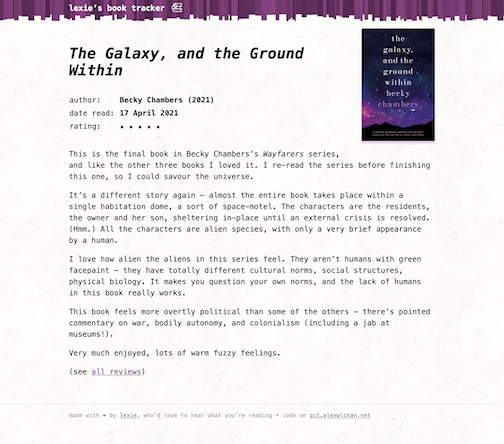 lexie's book tracker
The Galaxy, and the Ground
Within
the
galaxy,
and the
ground
within
becky
chambers
author: Becky Chambers (2021)
date read: 17 April 2021
rating: ★ ★ ★ ★ ★
This is the final book in Becky Chambers’s Wayfarers series,
and like the other three books I loved it. I re–read the series before finishing
this one, so I could savour the universe.
It’s a different story again – almost the entire book takes place within a
single habitation dome, a sort of space-motel. The characters are the residents,
the owner and her son, sheltering in-place until an external crisis is resolved.
(Hmm.) All the characters are alien species, with only a very brief appearance
by a human.
I love how alien the aliens in this series feel. They aren’t humans with green
facepaint – they have totally different cultural norms, social structures,
physical biology. It makes you question your own norms, and the lack of humans
in this book really works.
This book feels more overtly political than some of the others – there’s pointed
commentary on war, bodily autonomy, and colonialism (including a jab at
museums!).
Very much enjoyed, lots of warm fuzzy feelings.
(see all reviews)
made with ❤ by lexie, who’d love to hear what you’re reading • code on git.alexwlchan.net